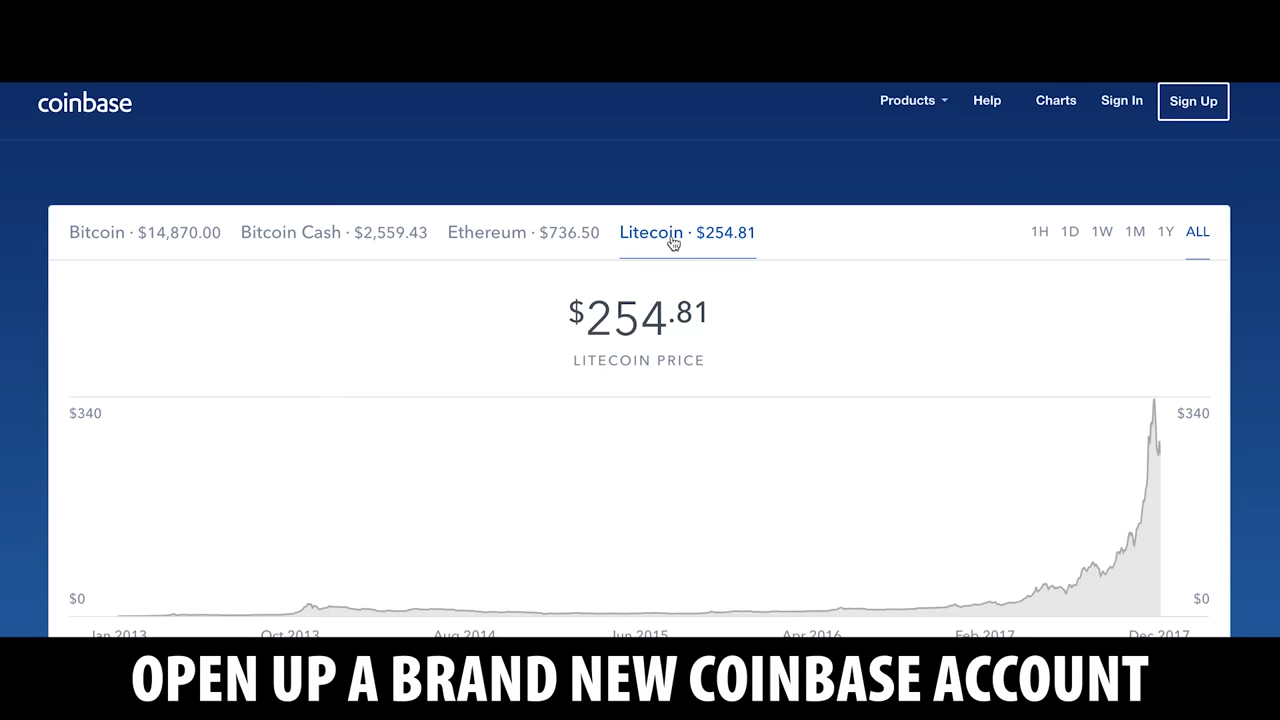 coinbase
Products Help Charts Sign In Sign Up
Bitcoin · $14,870.00 Bitcoin Cash · $2,559.43 Ethereum · $736.50 Litecoin · $254.81 1H 1D 1W 1M 1Y ALL
$254.81
LITECOIN PRICE
$340 $340
$0 $0
Jan 2013 Oct 2013 Aug 2014 Jun 2015 Apr 2016 Feb 2017 Dec 2017
OPEN UP A BRAND NEW COINBASE ACCOUNT